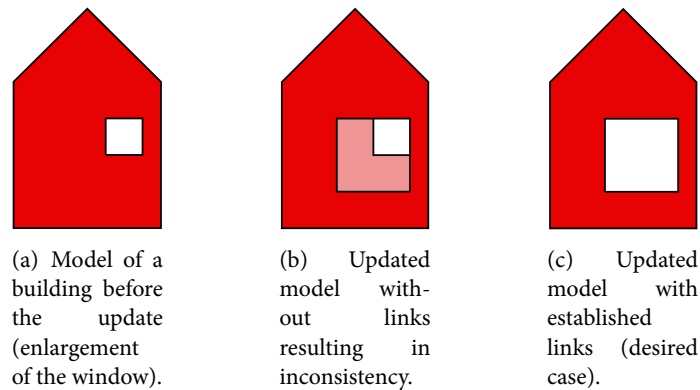 (a) Model of a
building before
the update
(enlargement
of the window).
(b) Updated
model with-
out links
resulting in
inconsistency.
(c) Updated
model with
established
links (desired
case).